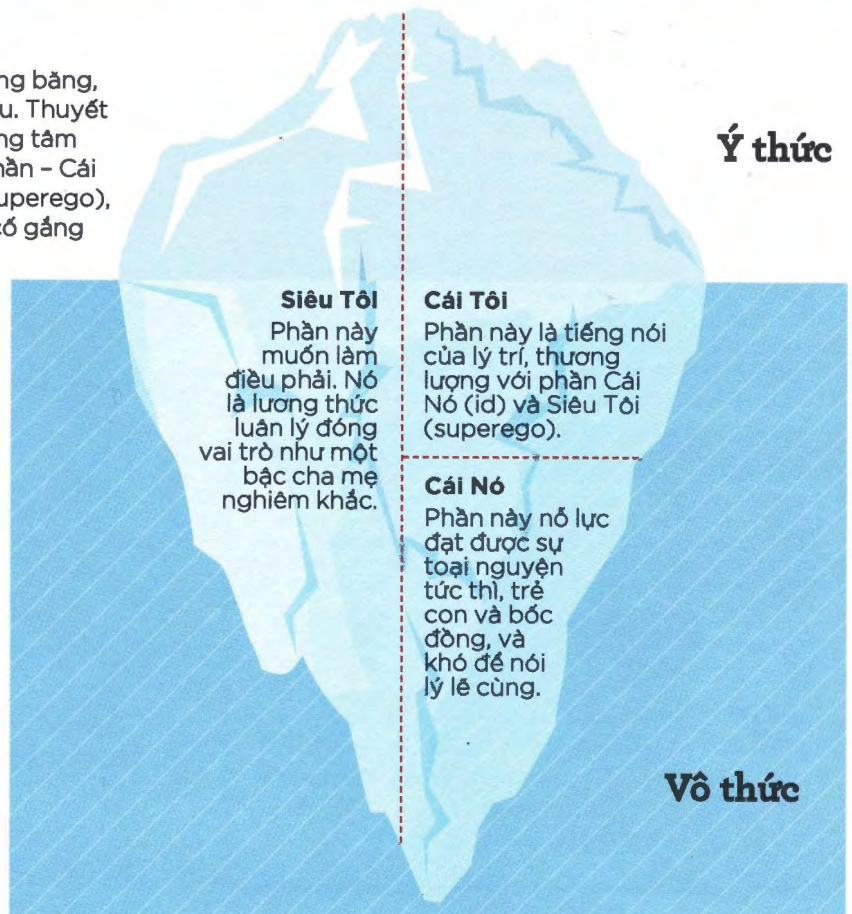 ng băng,
u. Thuyết
ng tâm
hần – Cái
uperego),
cố gắng
Ý thức
Siêu Tôi
Phần này
muốn làm
điều phải. Nó
là lương thức
luân lý đóng
vai trò như một
bậc cha mẹ
nghiêm khắc.
Cái Tôi
Phần này là tiếng nói
của lý trí, thương
lượng với phần Cái
Nó (id) và Siêu Tôi
(superego).
Cái Nó
Phần này nỗ lực
đạt được sự
toại nguyện
tức thì, trẻ
con và bốc
đồng, và
khó để nói
lý lẽ cùng.
Vô thức